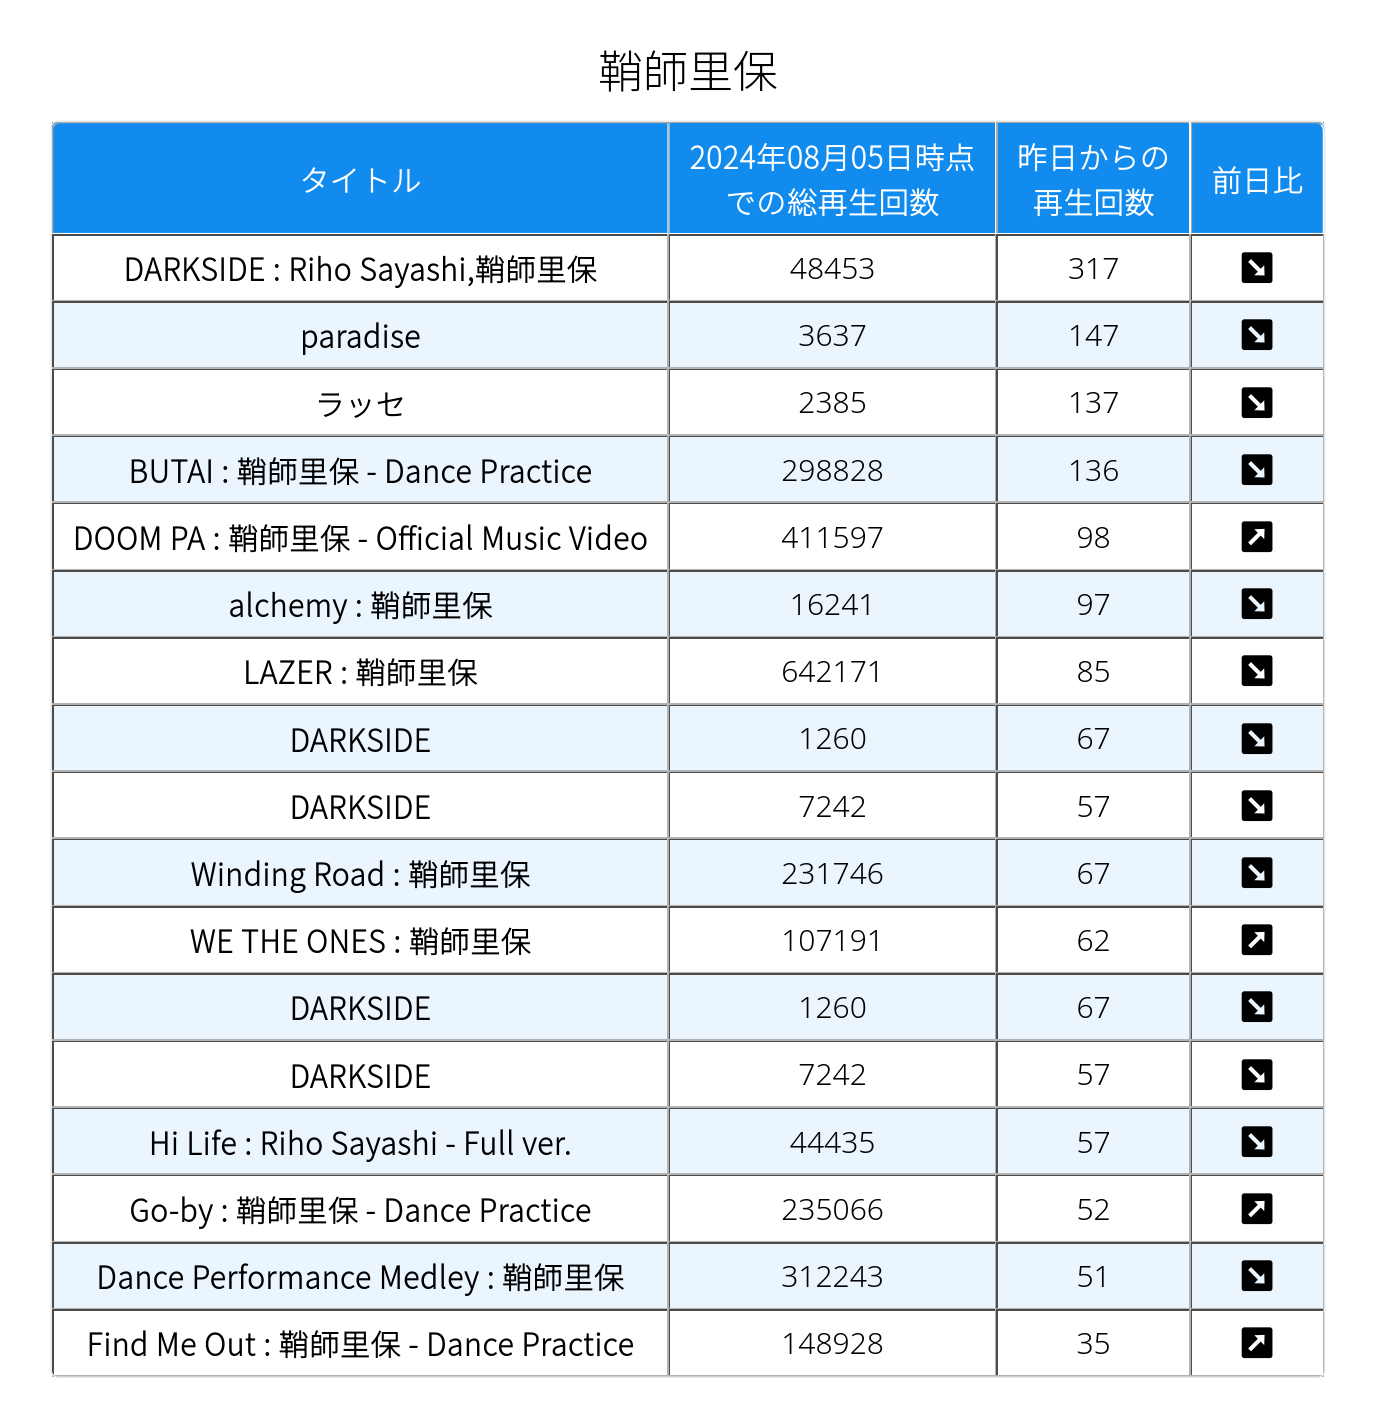 鞘師里保
タイトル
2024年08月05日時点
での総再生回数
昨日からの
再生回数
前日比
DARKSIDE : Riho Sayashi,鞘師里保 48453 317 ↘
paradise 3637 147 ↘
ラッセ 2385 137 ↘
BUTAI : 鞘師里保 - Dance Practice 298828 136 ↘
DOOM PA : 鞘師里保 - Official Music Video 411597 98 ↗
alchemy : 鞘師里保 16241 97 ↘
LAZER : 鞘師里保 642171 85 ↘
DARKSIDE 1260 67 ↘
DARKSIDE 7242 57 ↘
Winding Road : 鞘師里保 231746 67 ↘
WE THE ONES : 鞘師里保 107191 62 ↗
DARKSIDE 1260 67 ↘
DARKSIDE 7242 57 ↘
Hi Life : Riho Sayashi - Full ver. 44435 57 ↘
Go-by : 鞘師里保 - Dance Practice 235066 52 ↗
Dance Performance Medley : 鞘師里保 312243 51 ↘
Find Me Out : 鞘師里保 - Dance Practice 148928 35 ↗